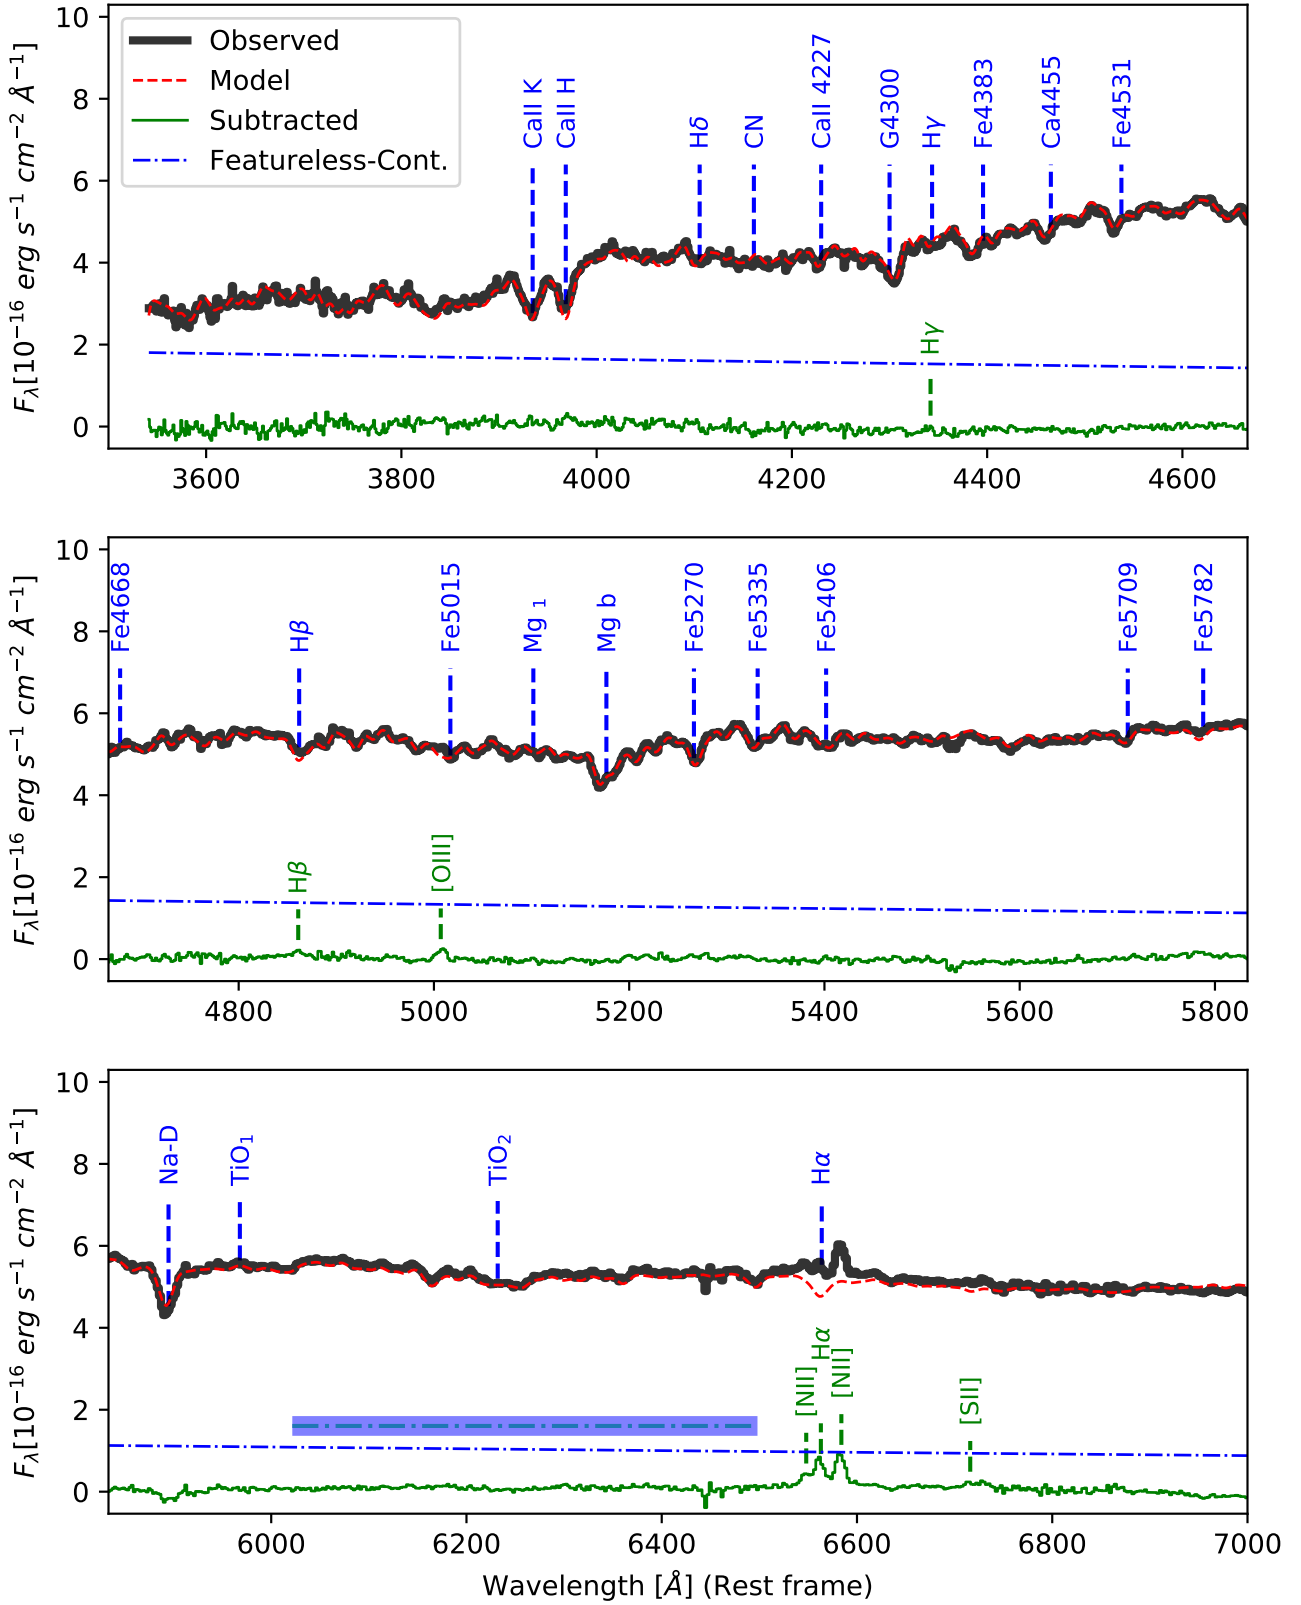 Observed
Model
Subtracted
Featureless-Cont.
CaII K
CaII H
Hδ
CN
CaII 4227
G4300
Hγ
Fe4383
Ca4455
Fe4531
Hγ
10
8
6
4
2
0
F_λ[10^−16 erg s^−1 cm^−2 Å^−1]
3600 3800 4000 4200 4400 4600
Fe4668
Hβ
Fe5015
Mg 1
Mg b
Fe5270
Fe5335
Fe5406
Fe5709
Fe5782
Hβ
[OIII]
10
8
6
4
2
0
F_λ[10^−16 erg s^−1 cm^−2 Å^−1]
4800 5000 5200 5400 5600 5800
Na-D
TiO₁
TiO₂
Hα
[NII]
Hα
[NII]
[SII]
10
8
6
4
2
0
F_λ[10^−16 erg s^−1 cm^−2 Å^−1]
6000 6200 6400 6600 6800 7000
Wavelength [Å] (Rest frame)